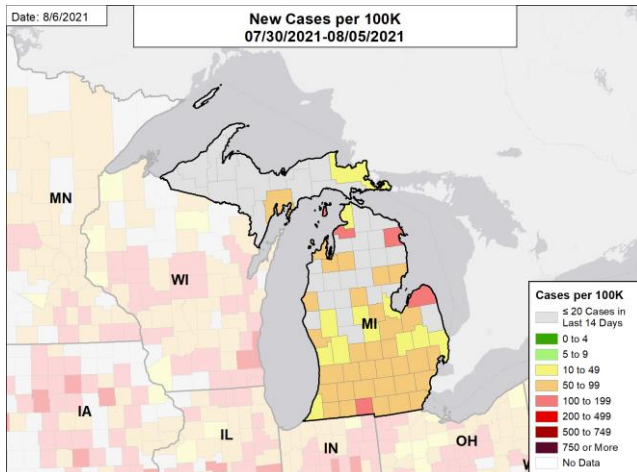 Date: 8/6/2021
New Cases per 100K
07/30/2021-08/05/2021
MN
WI
MI
IA
IL
IN
OH
Cases per 100K
≤ 20 Cases in
Last 14 Days
0 to 4
5 to 9
10 to 49
50 to 99
100 to 199
200 to 499
500 to 749
750 or More
No Data